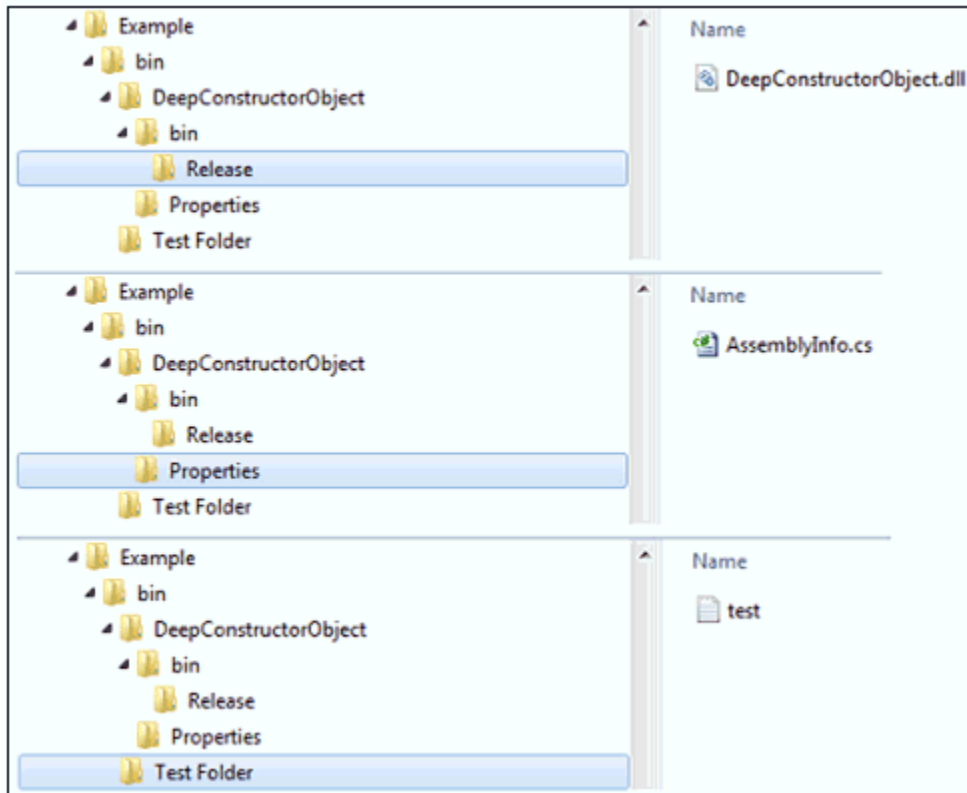 Example
bin
DeepConstructorObject
bin
Release
Properties
Test Folder
Name
DeepConstructorObject.dll
Example
bin
DeepConstructorObject
bin
Release
Properties
Test Folder
Name
AssemblyInfo.cs
Example
bin
DeepConstructorObject
bin
Release
Properties
Test Folder
Name
test